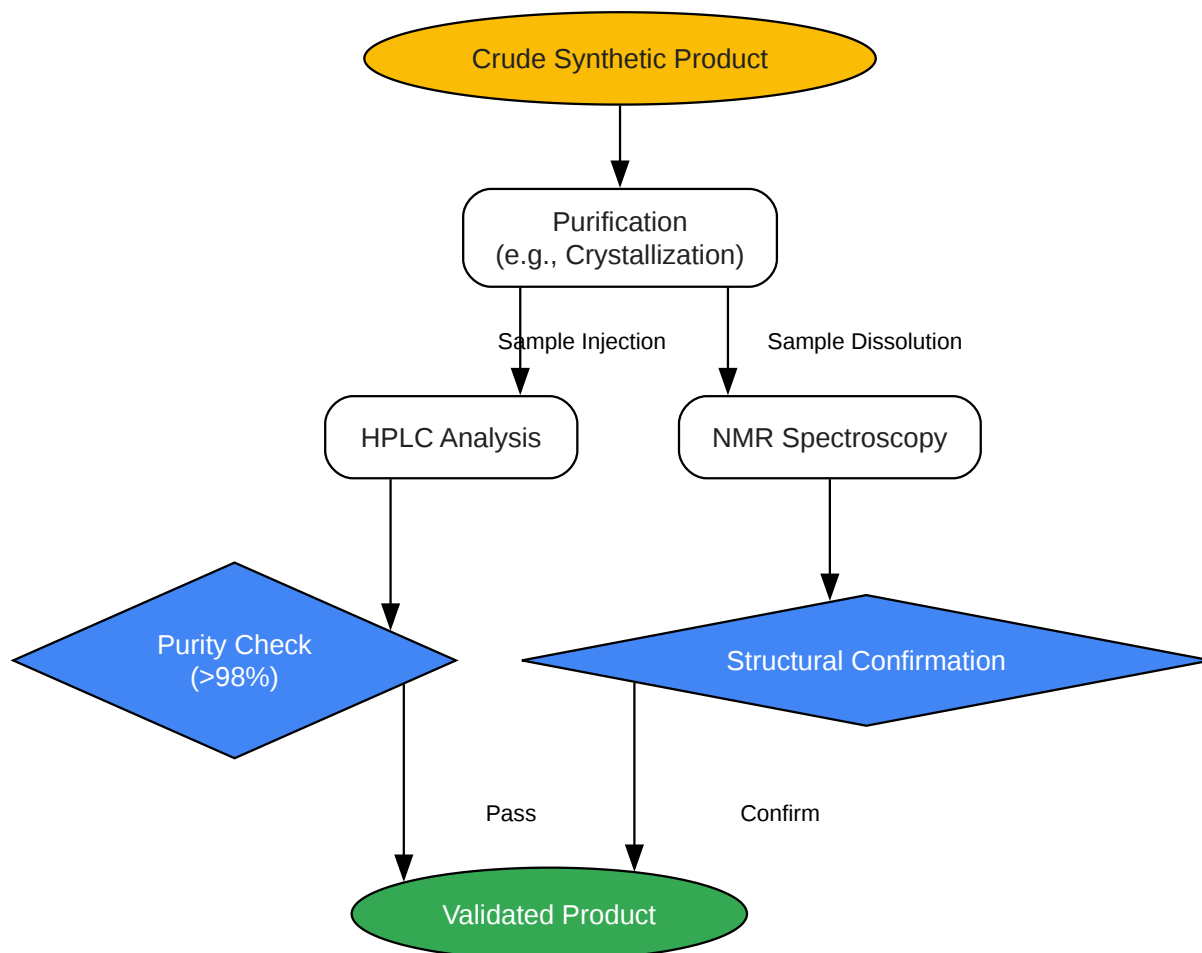 Crude Synthetic Product
Purification
(e.g., Crystallization)
Sample Injection
Sample Dissolution
HPLC Analysis
NMR Spectroscopy
Purity Check
(>98%)
Structural Confirmation
Pass
Confirm
Validated Product